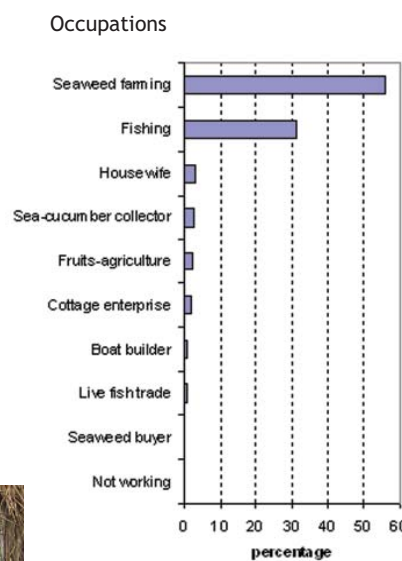 Occupations
Seaweed farming
Fishing
Housewife
Sea-cucumber collector
Fruits-agriculture
Cottage enterprise
Boat builder
Live fish trade
Seaweed buyer
Not working
0 10 20 30 40 50 60
percentage